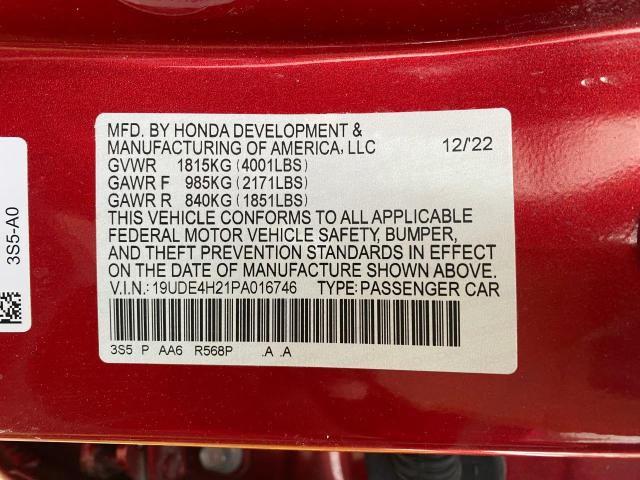 MFD. BY HONDA DEVELOPMENT &
MANUFACTURING OF AMERICA, LLC 12/'22
GVWR 1815KG (4001LBS)
GAWR F 985KG (2171LBS)
GAWR R 840KG (1851LBS)
THIS VEHICLE CONFORMS TO ALL APPLICABLE
FEDERAL MOTOR VEHICLE SAFETY, BUMPER,
AND THEFT PREVENTION STANDARDS IN EFFECT
ON THE DATE OF MANUFACTURE SHOWN ABOVE.
V.I.N.: 19UDE4H21PA016746 TYPE: PASSENGER CAR
3S5 P AA6 R568P .A .A
3S5-A0